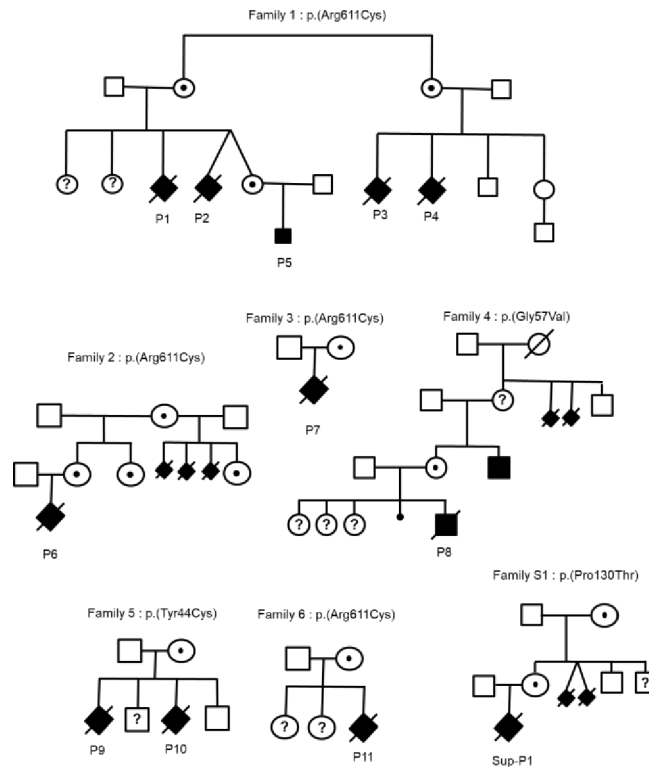 Family 1 : p.(Arg611Cys)
? ?
P1 P2 P3 P4
P5
Family 3 : p.(Arg611Cys) Family 4 : p.(Gly57Val)
Family 2 : p.(Arg611Cys)
?
P7
? ? ?
P6 P8
Family S1 : p.(Pro130Thr)
Family 5 : p.(Tyr44Cys) Family 6 : p.(Arg611Cys)
?
? ? ?
P9 P10 P11
Sup-P1